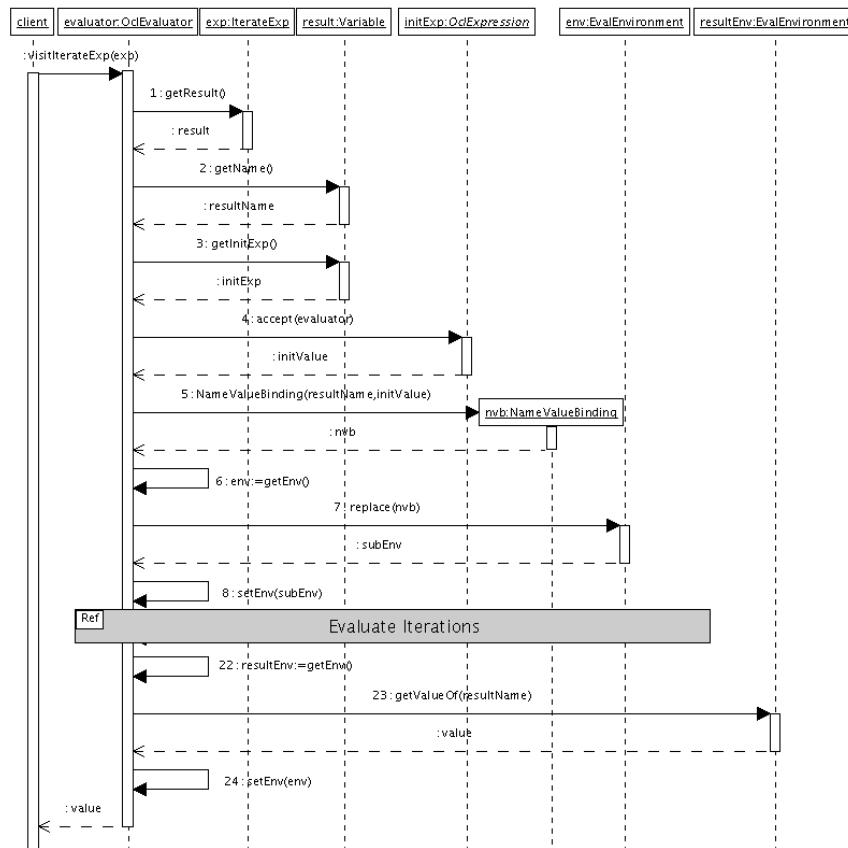 client evaluator:OclEvaluator exp:IterateExp result:Variable initExp:OclExpression env:EvalEnvironment resultEnv:EvalEnvironment
:visitIterateExp(exp)
1 : getResult()
: result
2 : getName()
: resultName
3 : getInitExp()
: initExp
4 : accept(evaluator)
: initValue
5 : NameValueBinding(resultName,initValue)
nvb:NameValueBinding
: nvb
6 : env:=getEnv()
7 : replace(nvb)
: subEnv
8 : setEnv(subEnv)
Ref
Evaluate Iterations
22 : resultEnv:=getEnv()
23 : getValueOf(resultName)
: value
24 : setEnv(env)
: value